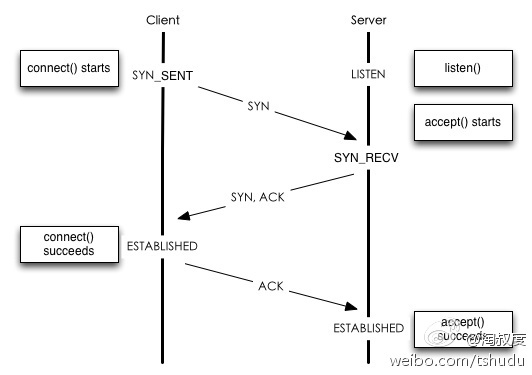 Client
Server
connect() starts
SYN_SENT
LISTEN
listen()
SYN
accept() starts
SYN_RECV
SYN, ACK
connect()
succeeds
ESTABLISHED
ACK
ESTABLISHED
accept()
succeeds
@淘叔度
weibo.com/tshudu